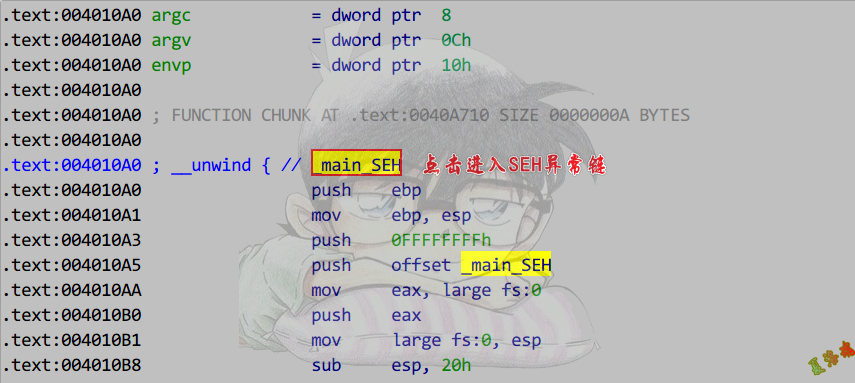 .text:004010A0 argc = dword ptr 8
.text:004010A0 argv = dword ptr 0Ch
.text:004010A0 envp = dword ptr 10h
.text:004010A0
.text:004010A0 ; FUNCTION CHUNK AT .text:0040A710 SIZE 0000000A BYTES
.text:004010A0
.text:004010A0 ; __unwind { // _main_SEH 点击进入SEH异常链
.text:004010A0 push ebp
.text:004010A1 mov ebp, esp
.text:004010A3 push 0FFFFFFFFh
.text:004010A5 push offset _main_SEH
.text:004010AA mov eax, large fs:0
.text:004010B0 push eax
.text:004010B1 mov large fs:0, esp
.text:004010B8 sub esp, 20h